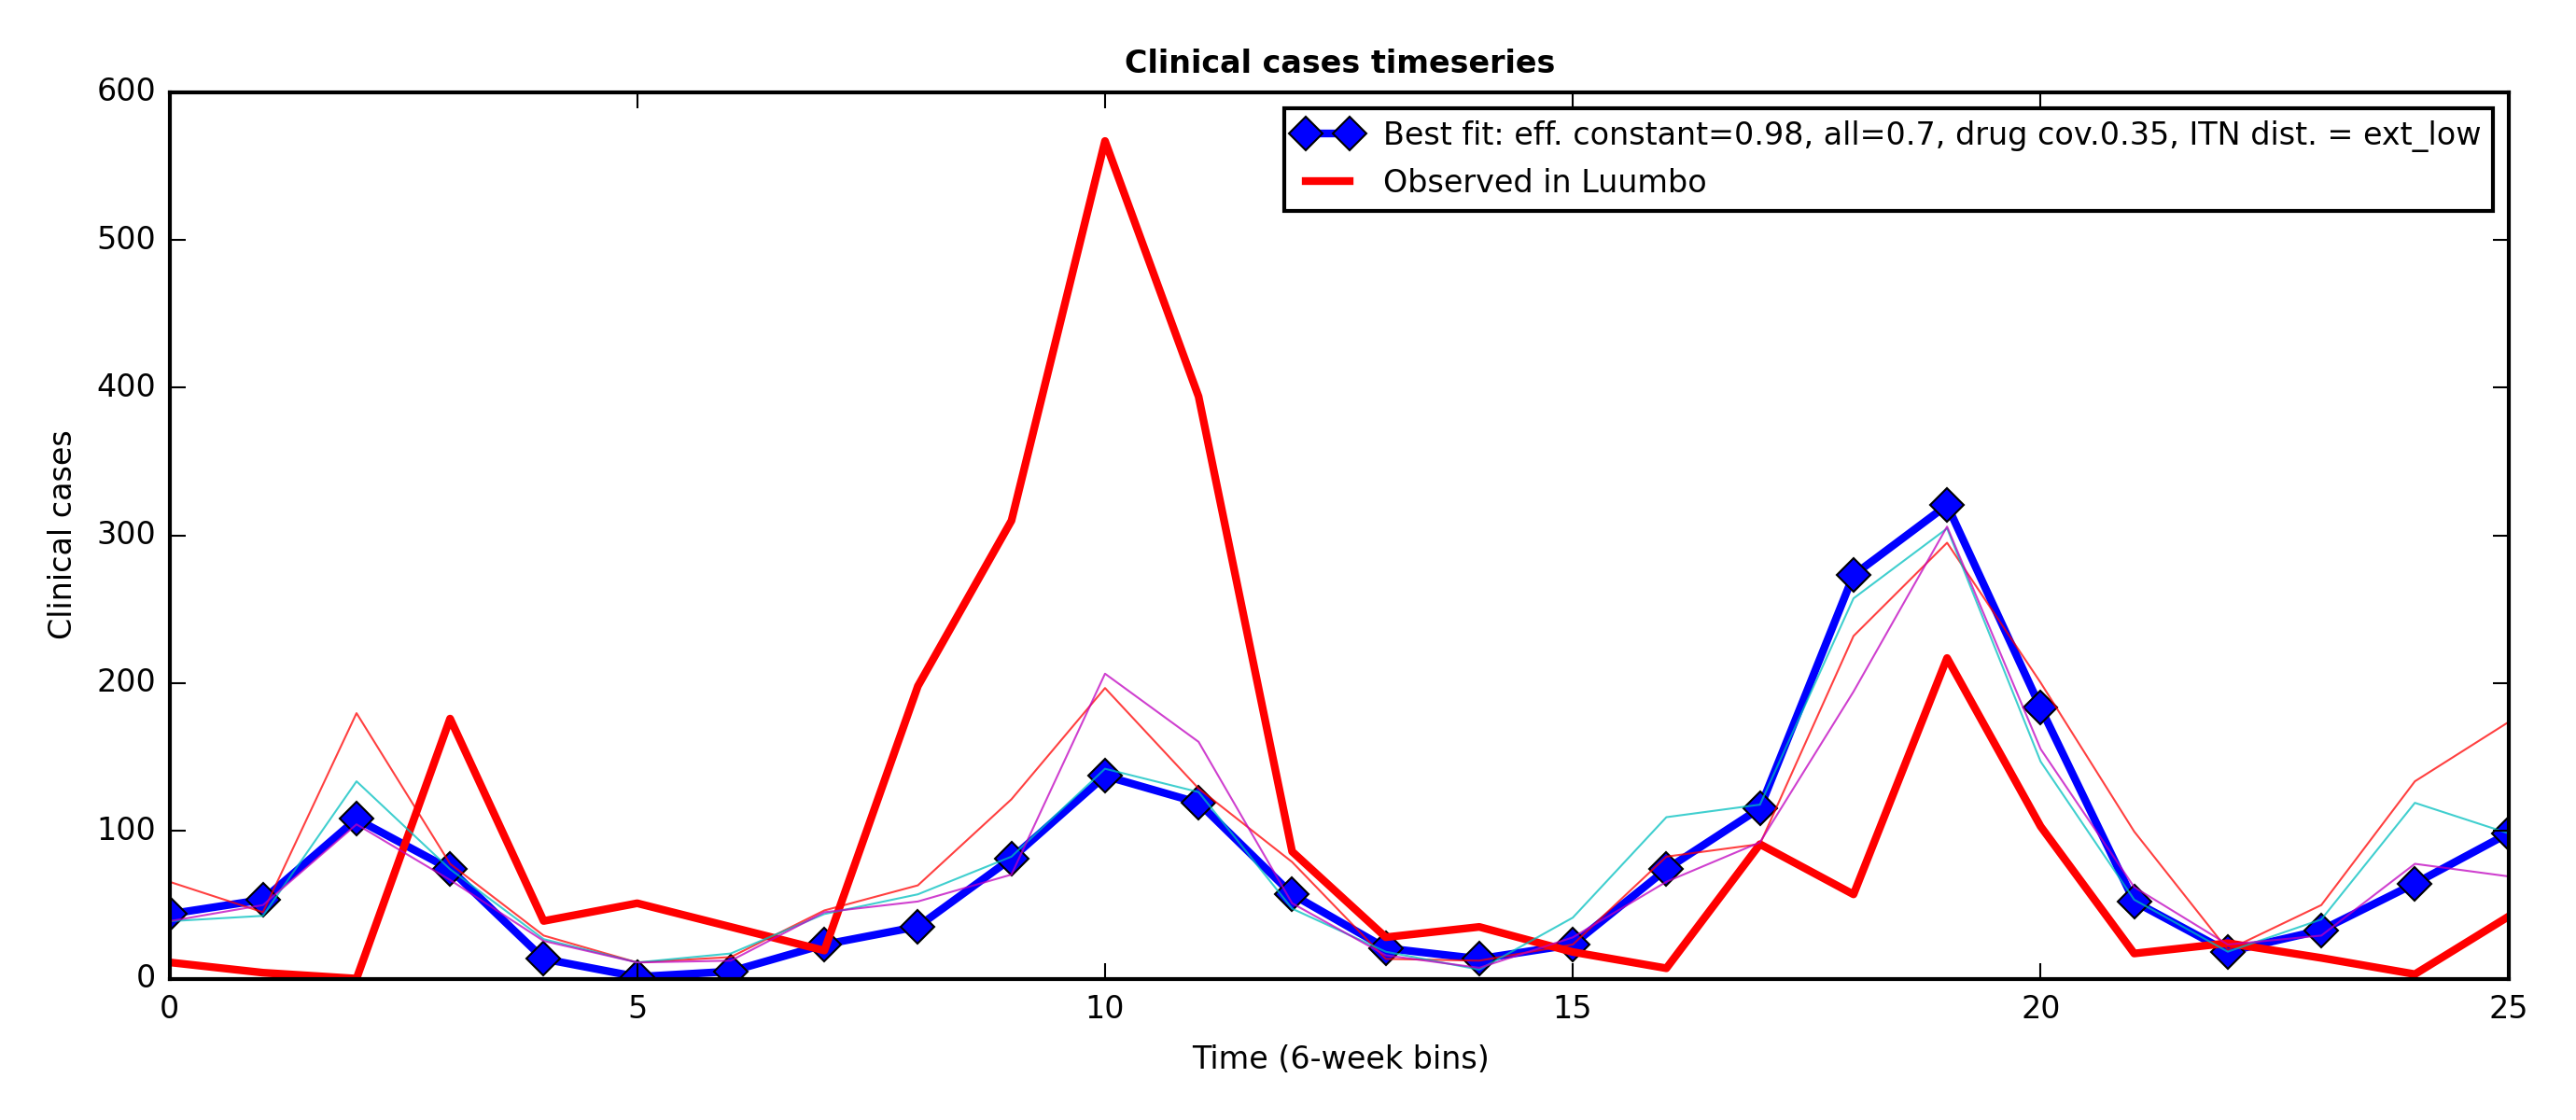 Clinical cases timeseries
600
500
400
300
200
100
0
Clinical cases
Best fit: eff. constant=0.98, all=0.7, drug cov.0.35, ITN dist. = ext_low
Observed in Luumbo
0 5 10 15 20 25
Time (6-week bins)